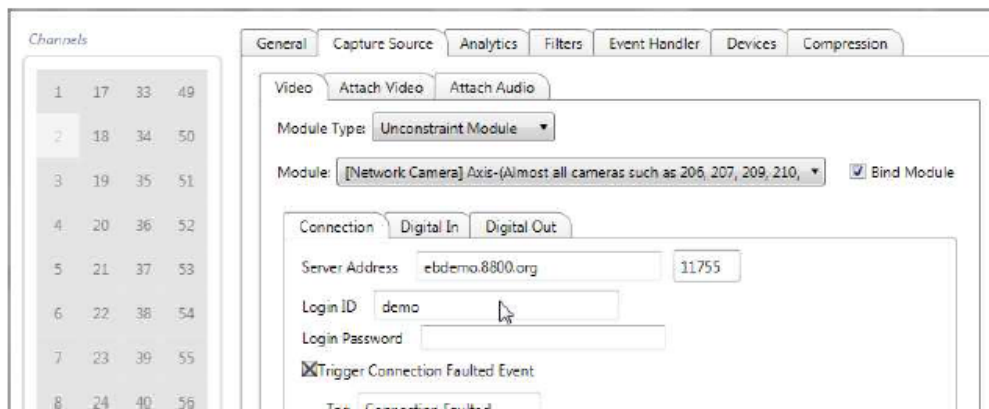 Channels
General Capture Source Analytics Filters Event Handler Devices Compression
Video Attach Video Attach Audio
1 17 33 49
Module Type: Unconstraint Module
2 18 34 50
Module: [Network Camera] Axis-(Almost all cameras such as 206, 207, 209, 210, Bind Module
3 19 35 51
4 20 36 52
Connection Digital In Digital Out
5 21 37 53
Server Address ebdemo.8800.org 11755
6 22 38 54
Login ID demo
Login Password
7 23 39 55
Trigger Connection Faulted Event
8 24 40 56
Tag Connection Faulted